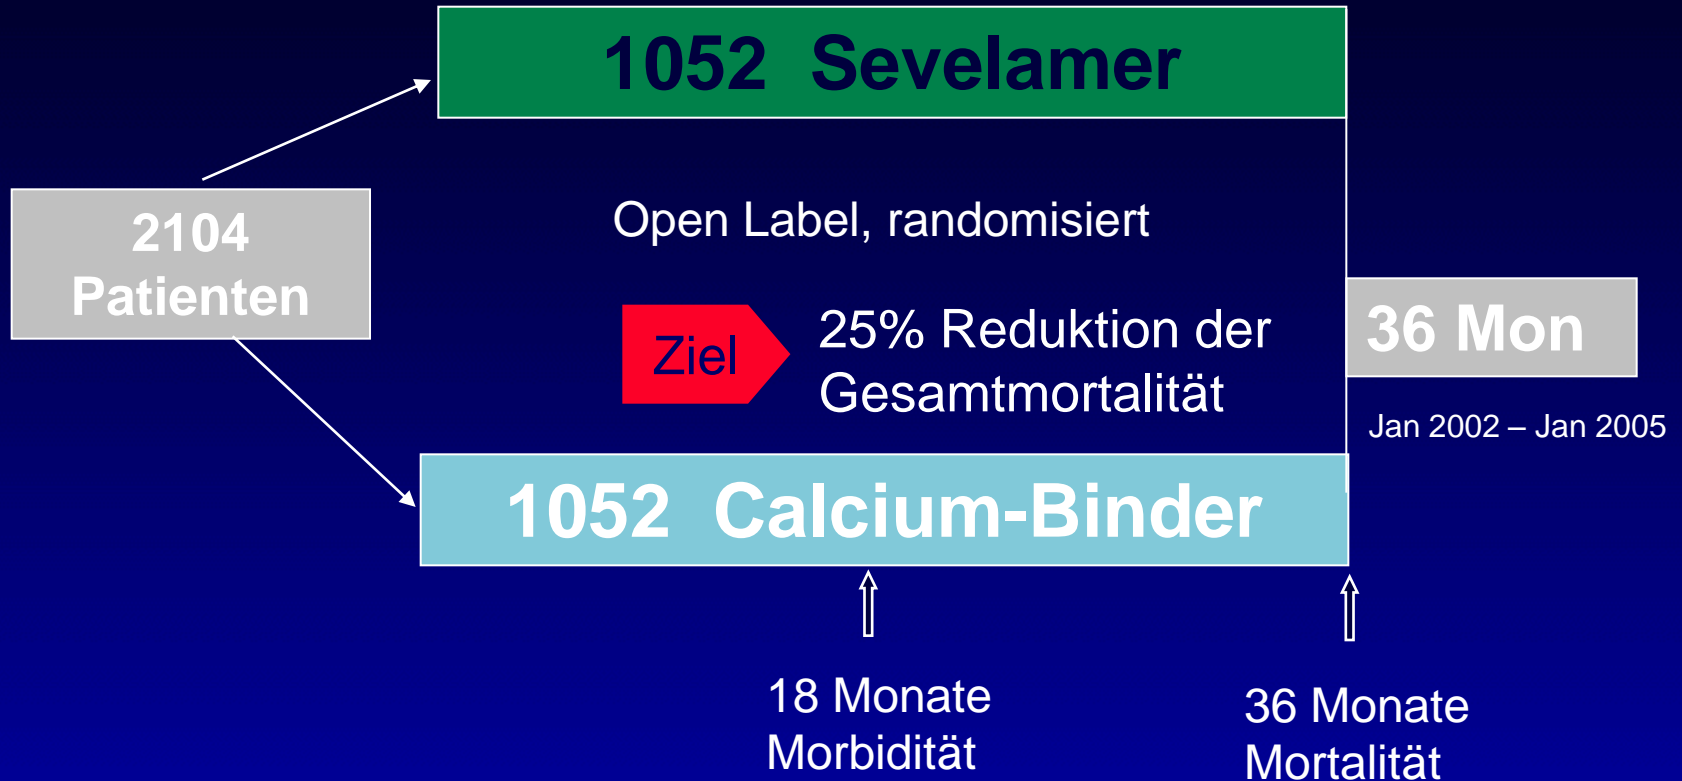 1052 Sevelamer
2104
Patienten
Open Label, randomisiert
Ziel
25% Reduktion der
Gesamtmortalität
36 Mon
Jan 2002 – Jan 2005
1052 Calcium-Binder
18 Monate
Morbidität
36 Monate
Mortalität